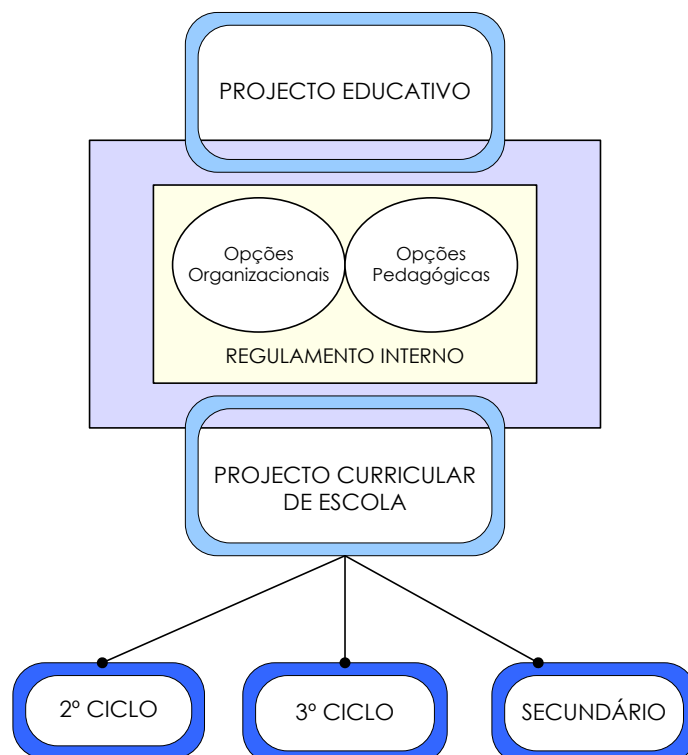 PROJECTO EDUCATIVO
Opções
Organizacionais
Opções
Pedagógicas
REGULAMENTO INTERNO
PROJECTO CURRICULAR
DE ESCOLA
2º CICLO
3º CICLO
SECUNDÁRIO